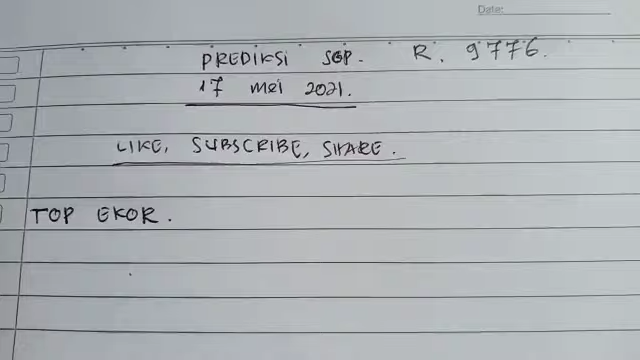 Date:
PREDIKSI SGP. R. 9776.
17 mei 2021.
LIKE, SUBSCRIBE, SHARE.
TOP EKOR.